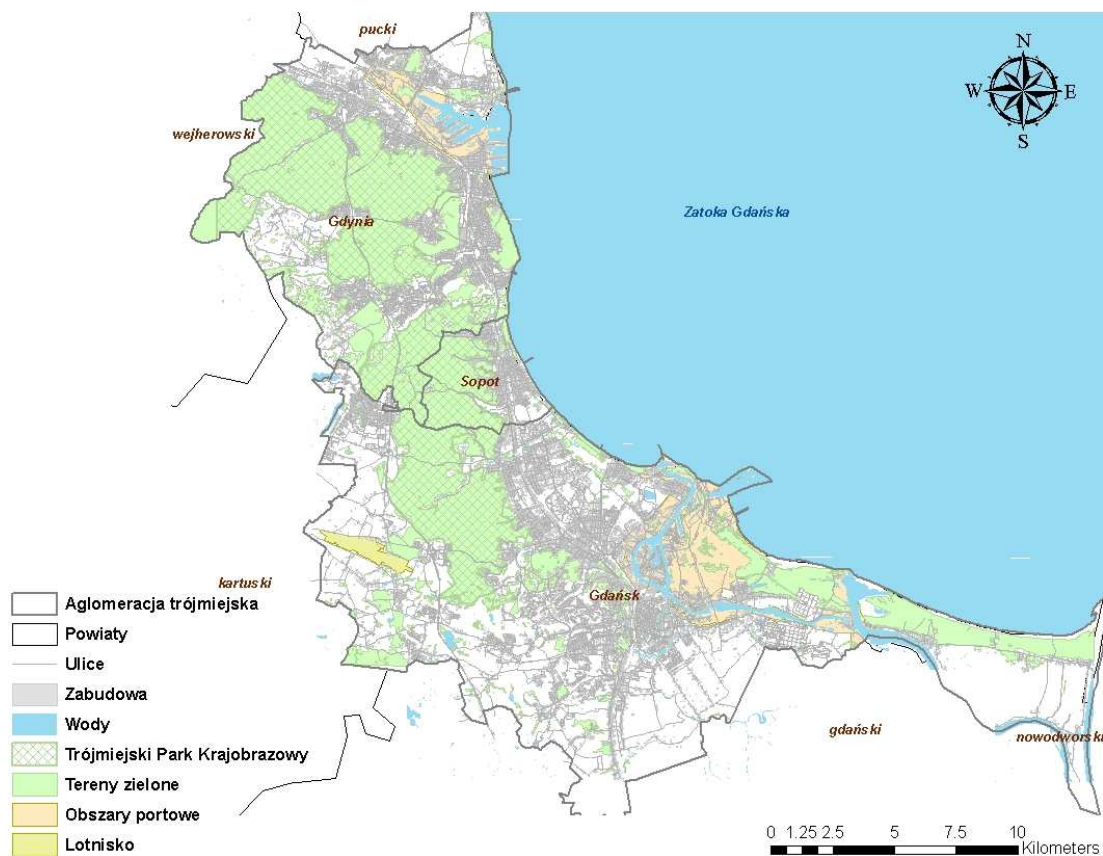 pucki
N
W E
S
wejherowski
Zatoka Gdańska
Gdynia
Sopot
kartuski
Gdańsk
gdański
nowodworski
Aglomeracja trójmiejska
Powiaty
Ulice
Zabudowa
Wody
Trójmiejski Park Krajobrazowy
Tereny zielone
Obszary portowe
Lotnisko
0 1.25 2.5 5 7.5 10
Kilometers